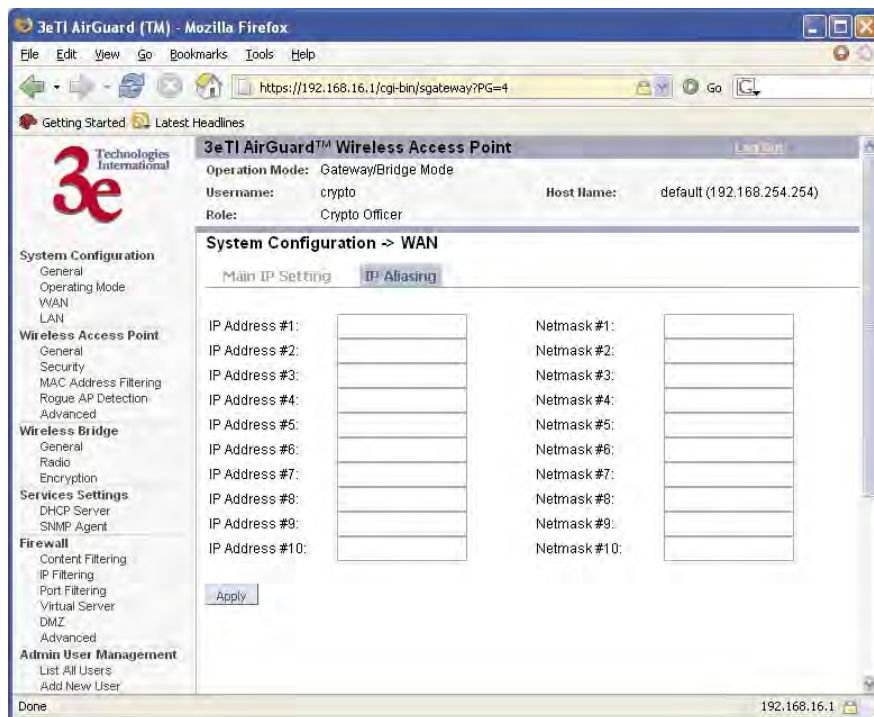 3eTI AirGuard (TM) - Mozilla Firefox
File Edit View Go Bookmarks Tools Help
https://192.168.16.1/cgi-bin/sgateway?PG=4
Go
G
Getting Started Latest Headlines
3e Technologies International
3eTI AirGuard™ Wireless Access Point
Logout
Operation Mode: Gateway/Bridge Mode
Username: crypto Host Name: default (192.168.254.254)
Role: Crypto Officer
System Configuration
General
Operating Mode
WAN
LAN
Wireless Access Point
General
Security
MAC Address Filtering
Rogue AP Detection
Advanced
Wireless Bridge
General
Radio
Encryption
Services Settings
DHCP Server
SNMP Agent
Firewall
Content Filtering
IP Filtering
Port Filtering
Virtual Server
DMZ
Advanced
Admin User Management
List All Users
Add New User
System Configuration -> WAN
Main IP Setting IP Aliasing
IP Address #1: Netmask #1:
IP Address #2: Netmask #2:
IP Address #3: Netmask #3:
IP Address #4: Netmask #4:
IP Address #5: Netmask #5:
IP Address #6: Netmask #6:
IP Address #7: Netmask #7:
IP Address #8: Netmask #8:
IP Address #9: Netmask #9:
IP Address #10: Netmask #10:
Apply
Done 192.168.16.1